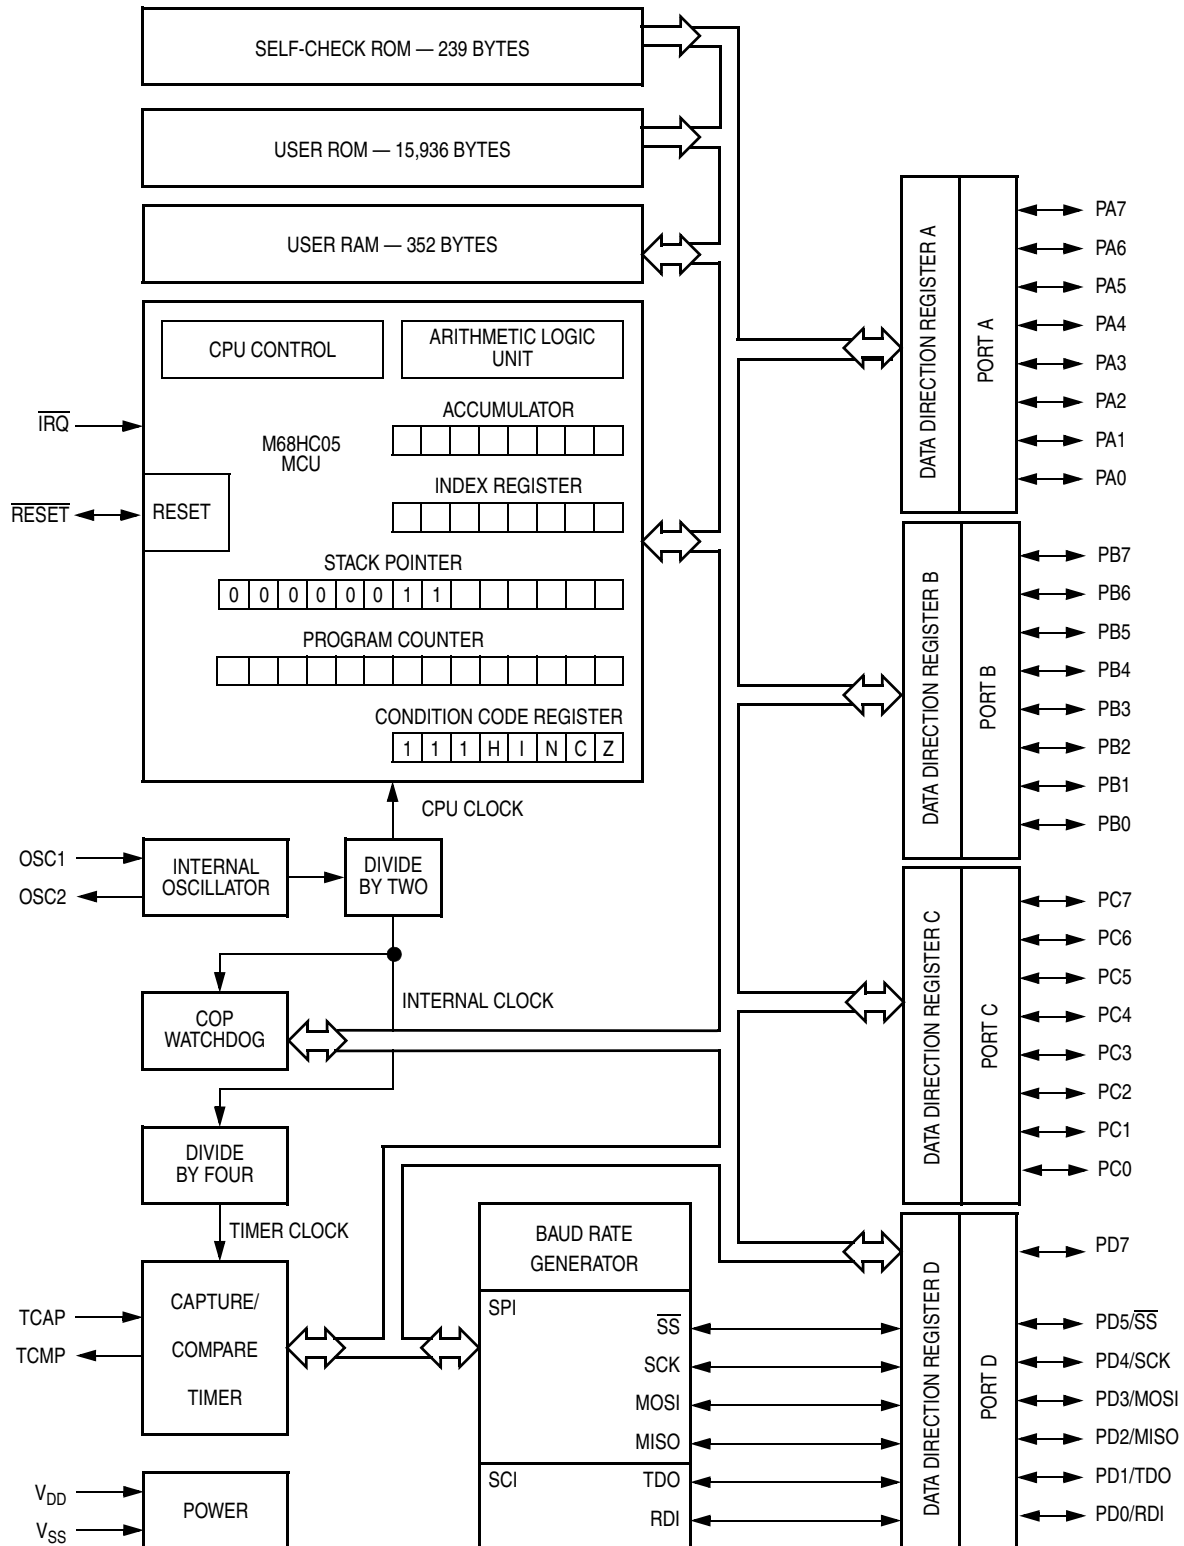 SELF-CHECK ROM — 239 BYTES
USER ROM — 15,936 BYTES
USER RAM — 352 BYTES
CPU CONTROL
ARITHMETIC LOGIC
UNIT
ACCUMULATOR
M68HC05
MCU
INDEX REGISTER
IRQ
RESET
RESET
STACK POINTER
0 0 0 0 0 0 1 1
PROGRAM COUNTER
CONDITION CODE REGISTER
1 1 1 H I N C Z
CPU CLOCK
OSC1
OSC2
INTERNAL
OSCILLATOR
DIVIDE
BY TWO
INTERNAL CLOCK
COP
WATCHDOG
DIVIDE
BY FOUR
TIMER CLOCK
TCAP
TCMP
CAPTURE/
COMPARE
TIMER
VDD
VSS
POWER
BAUD RATE
GENERATOR
SPI
SS
SCK
MOSI
MISO
SCI
TDO
RDI
DATA DIRECTION REGISTER A
PORT A
PA7
PA6
PA5
PA4
PA3
PA2
PA1
PA0
DATA DIRECTION REGISTER B
PORT B
PB7
PB6
PB5
PB4
PB3
PB2
PB1
PB0
DATA DIRECTION REGISTER C
PORT C
PC7
PC6
PC5
PC4
PC3
PC2
PC1
PC0
DATA DIRECTION REGISTER D
PORT D
PD7
PD5/SS
PD4/SCK
PD3/MOSI
PD2/MISO
PD1/TDO
PD0/RDI